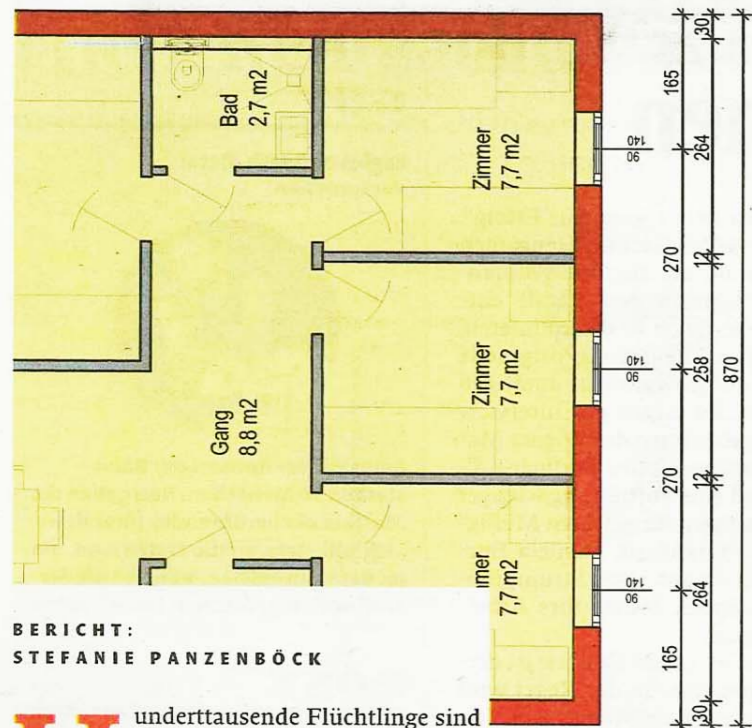 Bad
2,7 m2
Zimmer
7,7 m2
Zimmer
7,7 m2
Gang
8,8 m2
mmer
7,7 m2
30
165
264
270
12
258
870
270
12
264
165
30
90
140
90
140
90
140
BERICHT:
STEFANIE PANZENBÖCK
underttausende Flüchtlinge sind